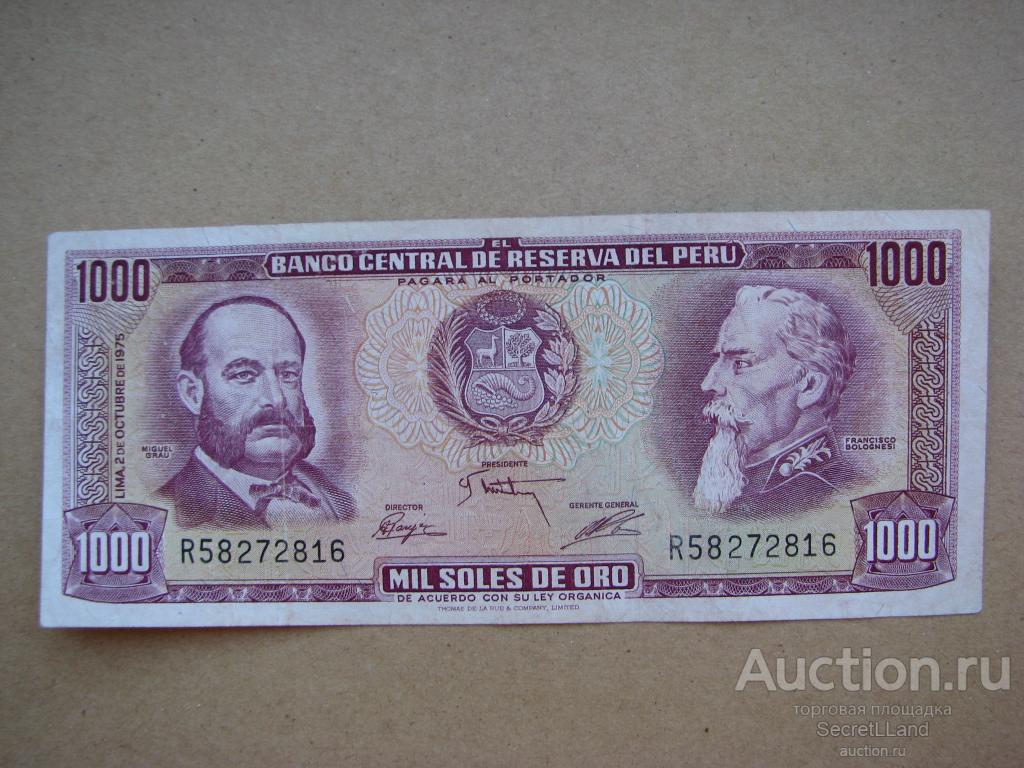 EL
BANCO CENTRAL DE RESERVA DEL PERU
PAGARA AL PORTADOR
1000
1000
LIMA, 2 DE OCTUBRE DE 1975
MIGUEL
GRAU
FRANCISCO
BOLOGNESI
PRESIDENTE
DIRECTOR
GERENTE GENERAL
1000
R58272816
R58272816
1000
MIL SOLES DE ORO
DE ACUERDO CON SU LEY ORGANICA
THOMAS DE LA RUE & COMPANY, LIMITED
Auction.ru
торговая площадка
SecretLLand
auction.ru